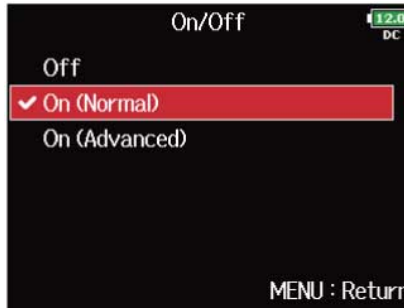 On/Off
12.0
DC
Off
On (Normal)
On (Advanced)
MENU : Return